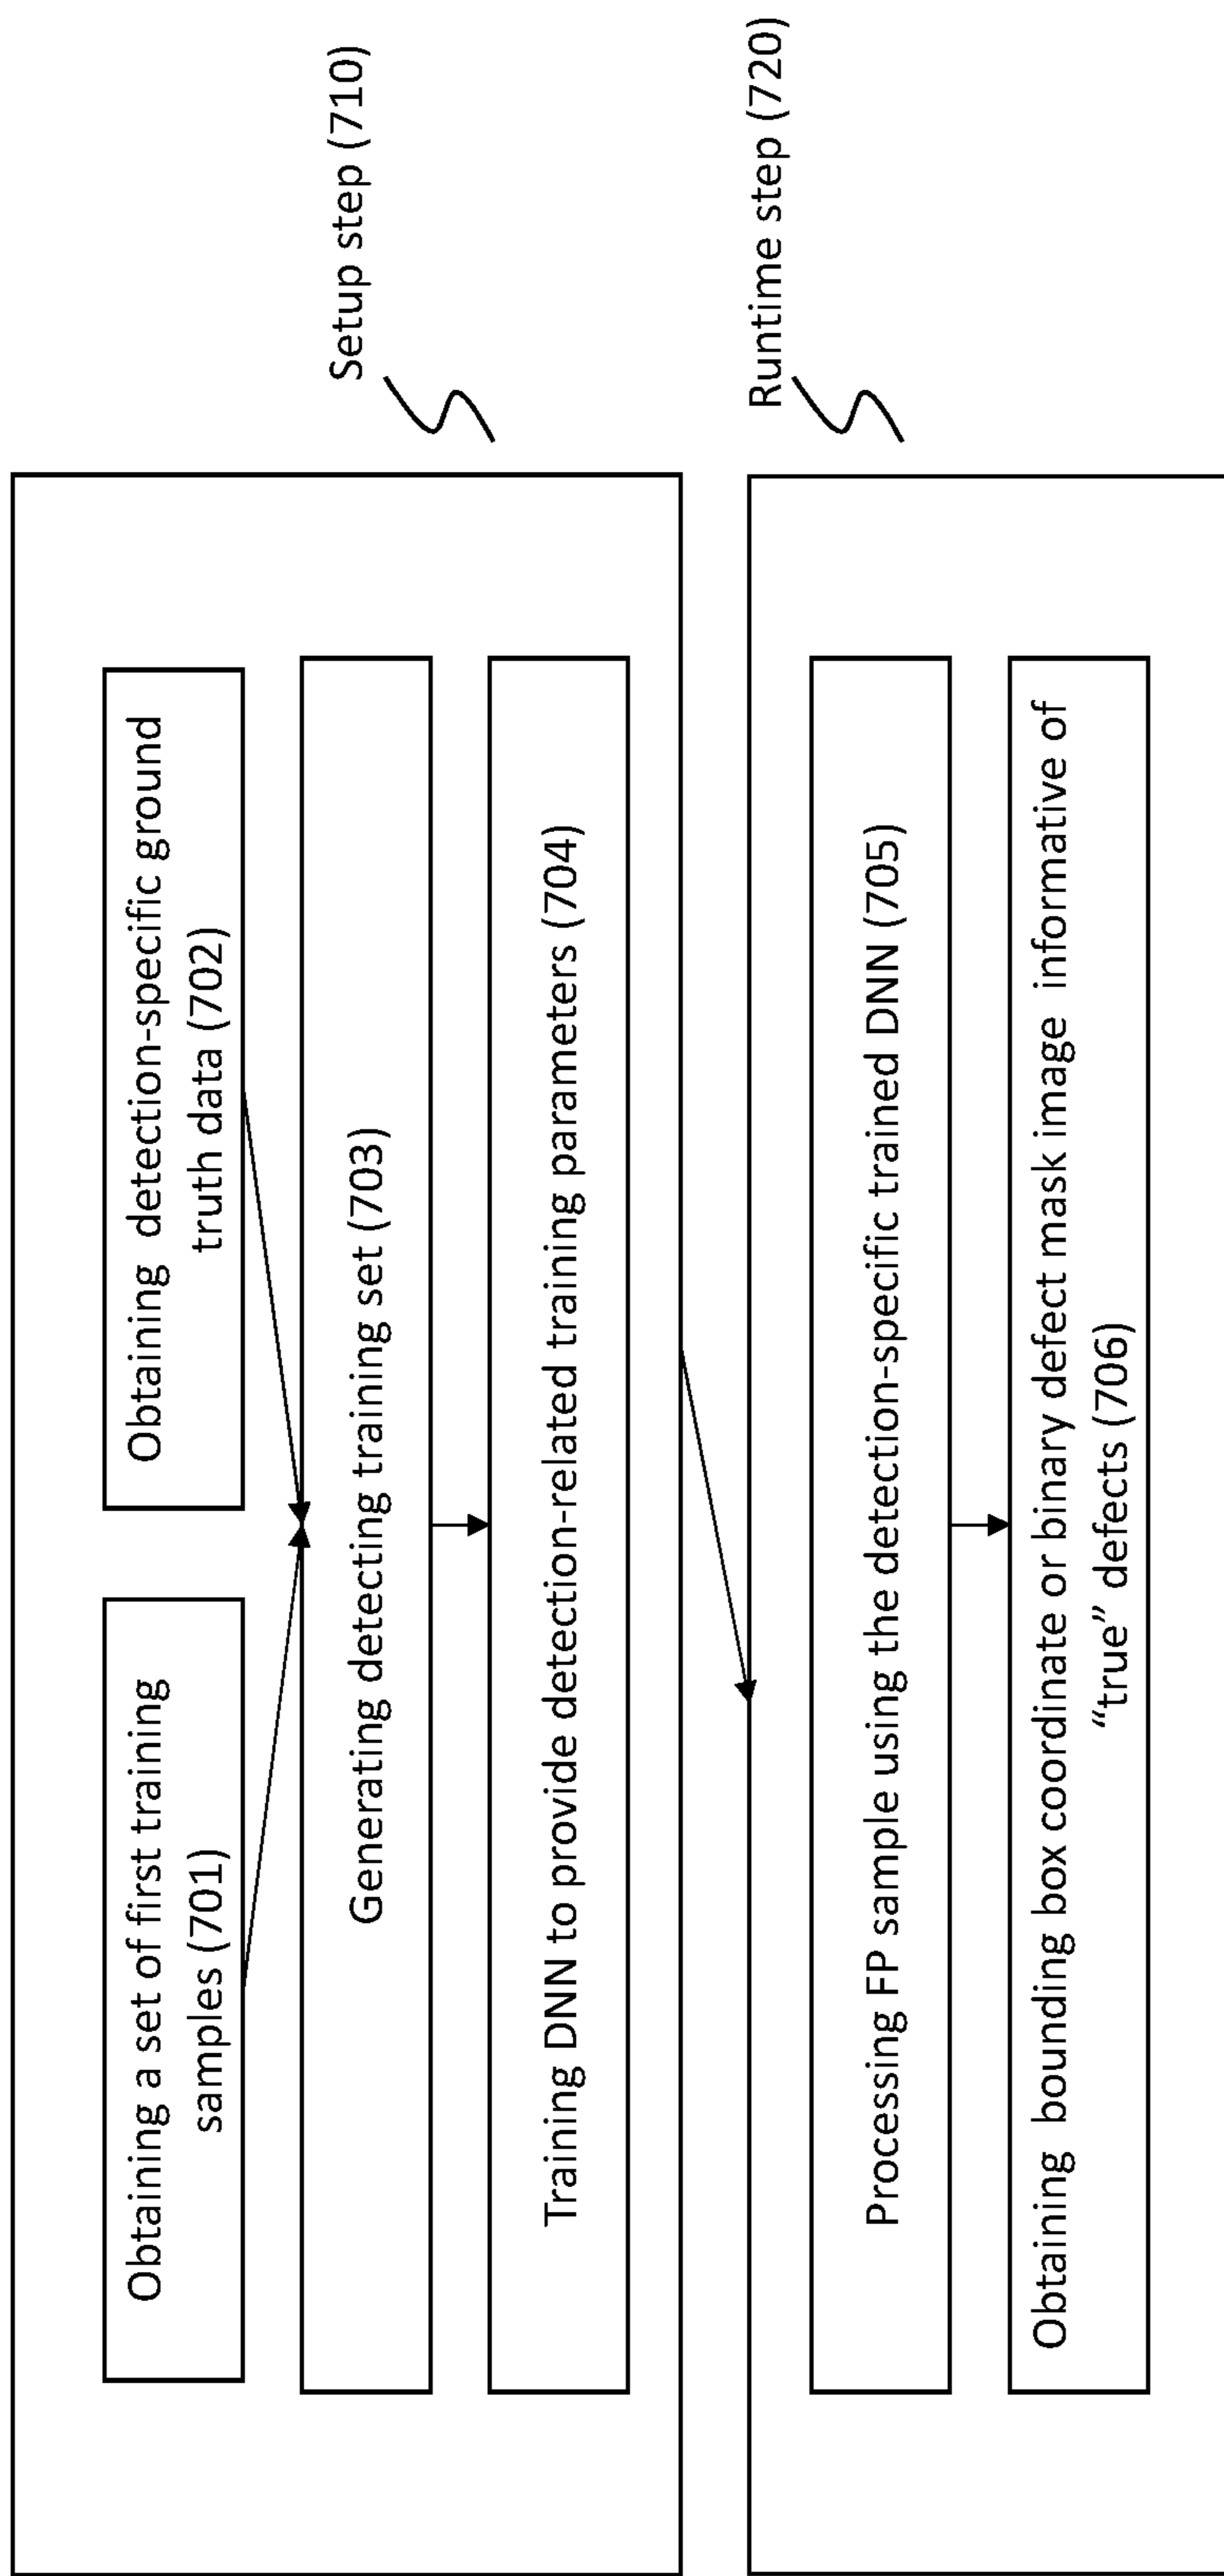 Obtaining a set of first training
samples (701)
Obtaining detection-specific ground
truth data (702)
Generating detecting training set (703)
Training DNN to provide detection-related training parameters (704)
Setup step (710)
Processing FP sample using the detection-specific trained DNN (705)
Obtaining bounding box coordinate or binary defect mask image informative of
“true” defects (706)
Runtime step (720)